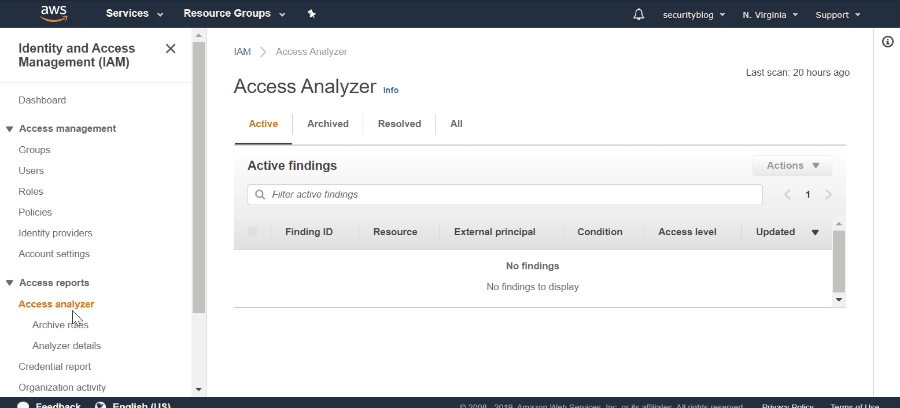 aws Services Resource Groups securityblog N. Virginia Support
Identity and Access
Management (IAM)
Dashboard
Access management
Groups
Users
Roles
Policies
Identity providers
Account settings
Access reports
Access analyzer
Archive rules
Analyzer details
Credential report
Organization activity
IAM Access Analyzer
Last scan: 20 hours ago
Access Analyzer Info
Active Archived Resolved All
Active findings
Actions
Filter active findings
1
Finding ID Resource External principal Condition Access level Updated
No findings
No findings to display
Feedback English (US) © 2008 - 2019, Amazon Web Services, Inc. or its affiliates. All rights reserved. Privacy Policy Terms of Use